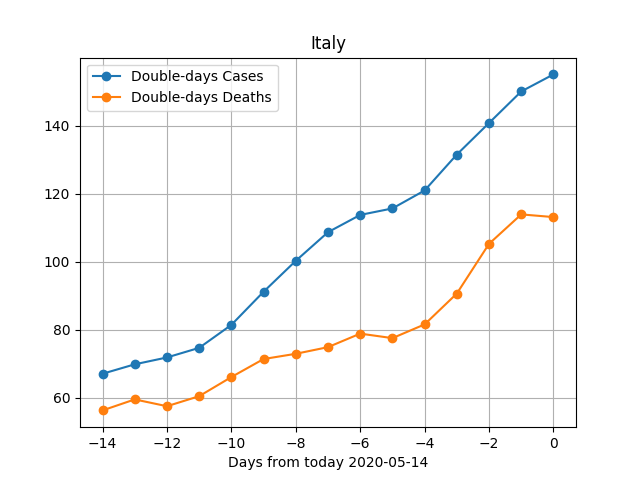 Italy
Double-days Cases
Double-days Deaths
140
120
100
80
60
−14 −12 −10 −8 −6 −4 −2 0
Days from today 2020-05-14